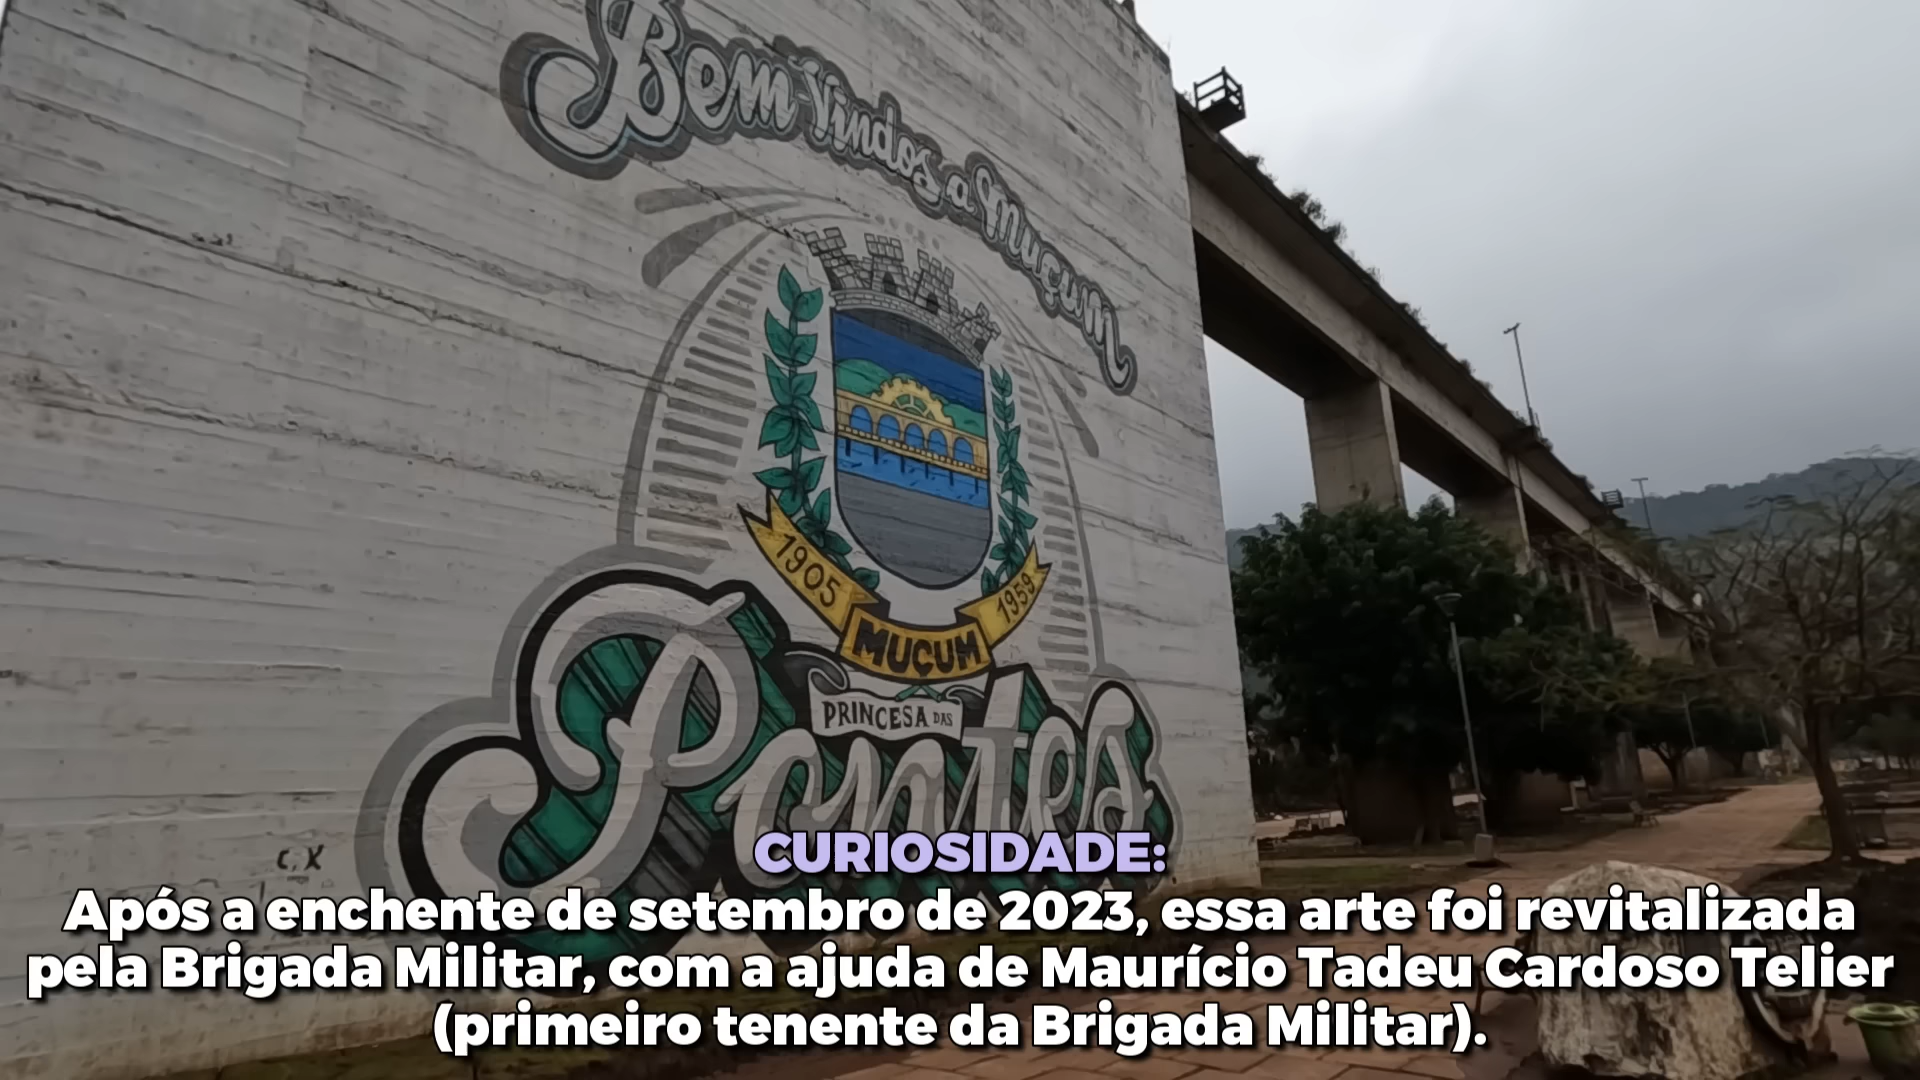 Bem Vindos a Muçum
1905
1959
MUÇUM
PRINCESA DAS
Pontes
C, X
CURIOSIDADE:
Após a enchente de setembro de 2023, essa arte foi revitalizada
pela Brigada Militar, com a ajuda de Maurício Tadeu Cardoso Telier
(primeiro tenente da Brigada Militar).